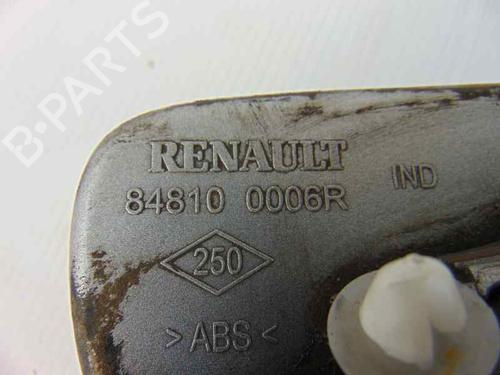 B-PARTS
RENAULT
84810 0006R IND
250
>ABS<